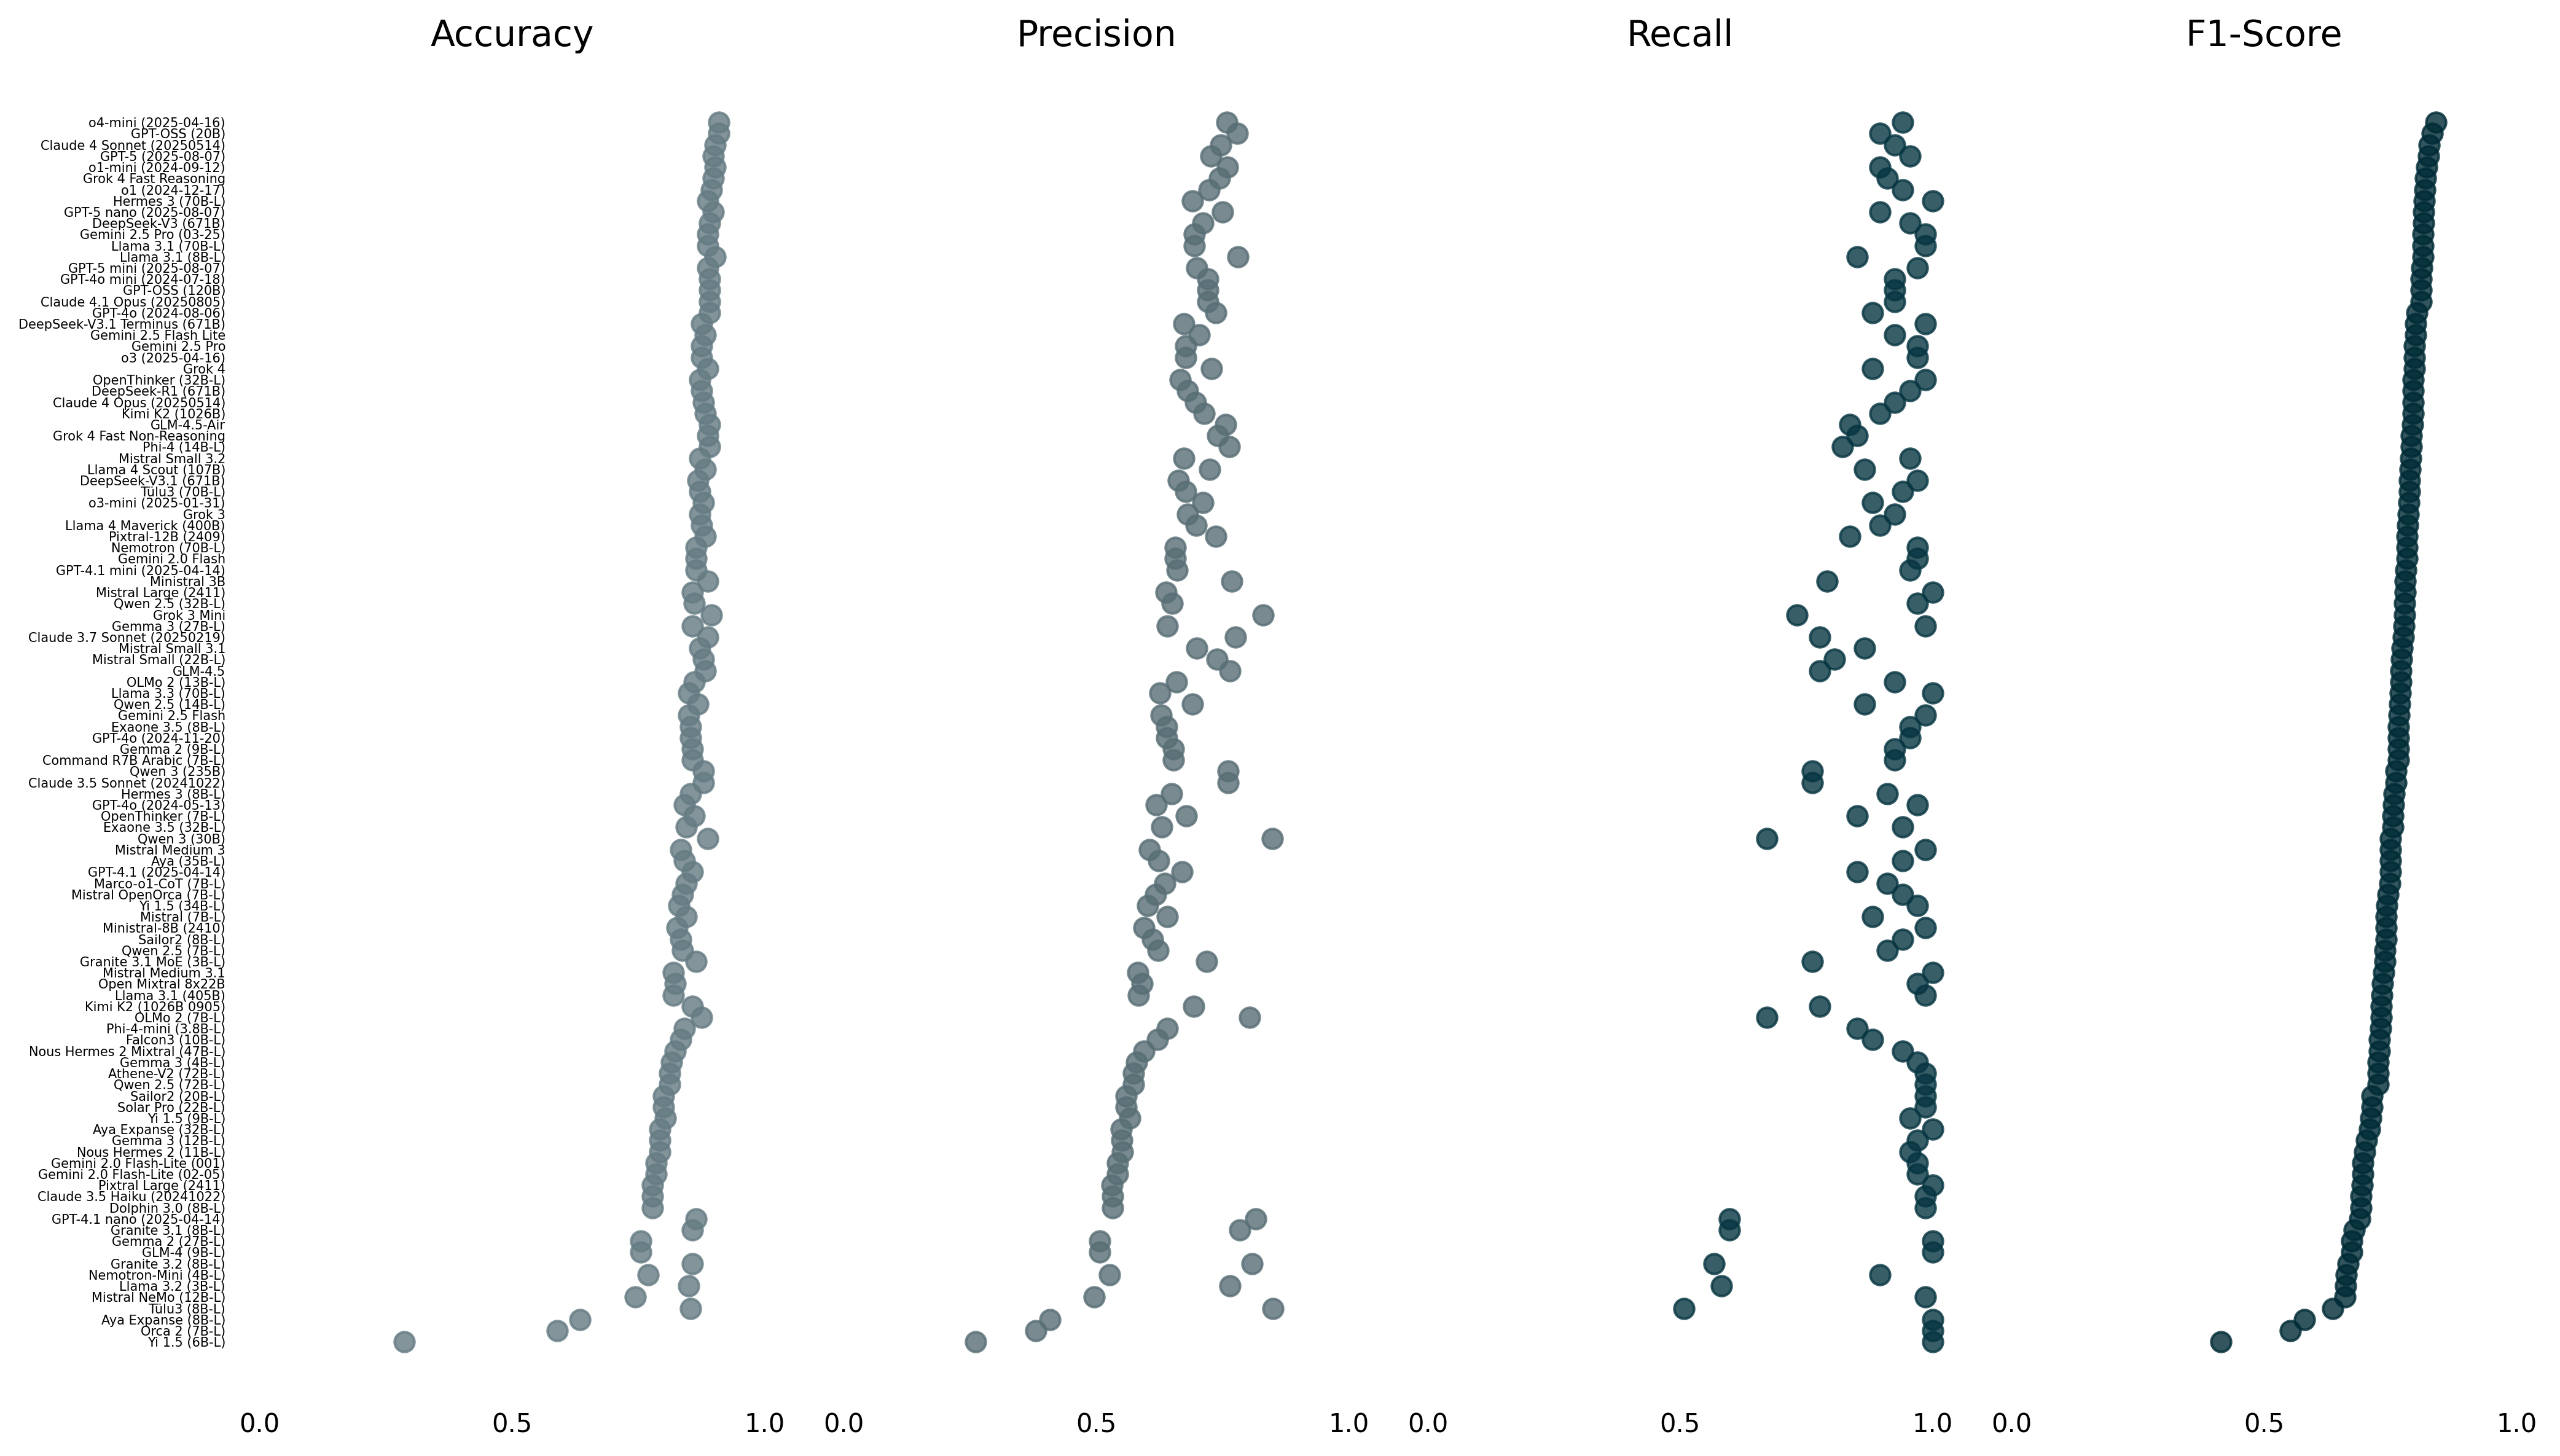 Accuracy Precision Recall F1-Score
o4-mini (2025-04-16)
GPT-OSS (20B)
Claude 4 Sonnet (20250514)
GPT-5 (2025-08-07)
o1-mini (2024-09-12)
Grok 4 Fast Reasoning
o1 (2024-12-17)
Hermes 3 (70B-L)
GPT-5 nano (2025-08-07)
DeepSeek-V3 (671B)
Gemini 2.5 Pro (03-25)
Llama 3.1 (70B-L)
Llama 3.1 (8B-L)
GPT-5 mini (2025-08-07)
GPT-4o mini (2024-07-18)
GPT-OSS (120B)
Claude 4.1 Opus (20250805)
GPT-4o (2024-08-06)
DeepSeek-V3.1 Terminus (671B)
Gemini 2.5 Flash Lite
Gemini 2.5 Pro
o3 (2025-04-16)
Grok 4
OpenThinker (32B-L)
DeepSeek-R1 (671B)
Claude 4 Opus (20250514)
Kimi K2 (1026B)
GLM-4.5-Air
Grok 4 Fast Non-Reasoning
Phi-4 (14B-L)
Mistral Small 3.2
Llama 4 Scout (107B)
DeepSeek-V3.1 (671B)
Tülu3 (70B-L)
o3-mini (2025-01-31)
Grok 3
Llama 4 Maverick (400B)
Pixtral-12B (2409)
Nemotron (70B-L)
Gemini 2.0 Flash
GPT-4.1 mini (2025-04-14)
Ministral 3B
Mistral Large (2411)
Qwen 2.5 (32B-L)
Grok 3 Mini
Gemma 3 (27B-L)
Claude 3.7 Sonnet (20250219)
Mistral Small 3.1
Mistral Small (22B-L)
GLM-4.5
OLMo 2 (13B-L)
Llama 3.3 (70B-L)
Qwen 2.5 (14B-L)
Gemini 2.5 Flash
Exaone 3.5 (8B-L)
GPT-4o (2024-11-20)
Gemma 2 (9B-L)
Command R7B Arabic (7B-L)
Qwen 3 (235B)
Claude 3.5 Sonnet (20241022)
Hermes 3 (8B-L)
GPT-4o (2024-05-13)
OpenThinker (7B-L)
Exaone 3.5 (32B-L)
Qwen 3 (30B)
Mistral Medium 3
Aya (35B-L)
GPT-4.1 (2025-04-14)
Marco-o1-CoT (7B-L)
Mistral OpenOrca (7B-L)
Yi 1.5 (34B-L)
Mistral (7B-L)
Ministral-8B (2410)
Sailor2 (8B-L)
Qwen 2.5 (7B-L)
Granite 3.1 MoE (3B-L)
Mistral Medium 3.1
Open Mixtral 8x22B
Llama 3.1 (405B)
Kimi K2 (1026B 0905)
OLMo 2 (7B-L)
Phi-4-mini (3.8B-L)
Falcon3 (10B-L)
Nous Hermes 2 Mixtral (47B-L)
Gemma 3 (4B-L)
Athene-V2 (72B-L)
Qwen 2.5 (72B-L)
Sailor2 (20B-L)
Solar Pro (22B-L)
Yi 1.5 (9B-L)
Aya Expanse (32B-L)
Gemma 3 (12B-L)
Nous Hermes 2 (11B-L)
Gemini 2.0 Flash-Lite (001)
Gemini 2.0 Flash-Lite (02-05)
Pixtral Large (2411)
Claude 3.5 Haiku (20241022)
Dolphin 3.0 (8B-L)
GPT-4.1 nano (2025-04-14)
Granite 3.1 (8B-L)
Gemma 2 (27B-L)
GLM-4 (9B-L)
Granite 3.2 (8B-L)
Nemotron-Mini (4B-L)
Llama 3.2 (3B-L)
Mistral NeMo (12B-L)
Tülu3 (8B-L)
Aya Expanse (8B-L)
Orca 2 (7B-L)
Yi 1.5 (6B-L)
0.0 0.5 1.0 0.0 0.5 1.0 0.0 0.5 1.0 0.0 0.5 1.0